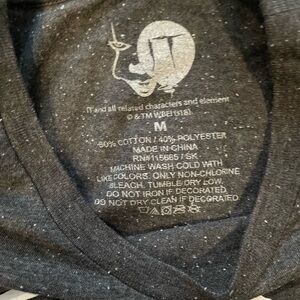 IT
IT and all related characters and element
© & TM WBEI (s18)
M
60% COTTON / 40% POLYESTER
MADE IN CHINA
RN#115685 / SK
MACHINE WASH COLD WITH
LIKE COLORS. ONLY NON-CHLORINE
BLEACH. TUMBLE DRY LOW.
DO NOT IRON IF DECORATED
DO NOT DRY CLEAN IF DECORATED